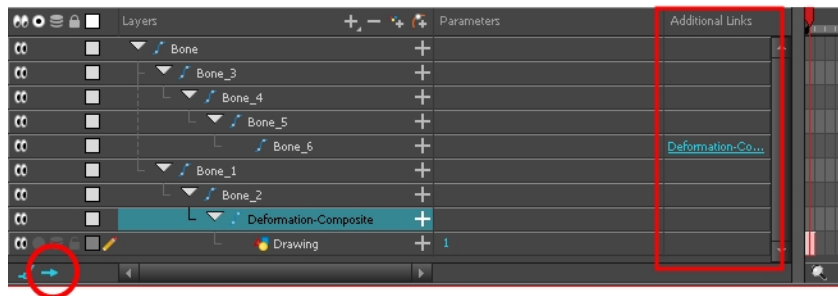 Layers Parameters Additional Links
Bone
Bone_3
Bone_4
Bone_5
Bone_6 Deformation-Co...
Bone_1
Bone_2
Deformation-Composite
Drawing 1